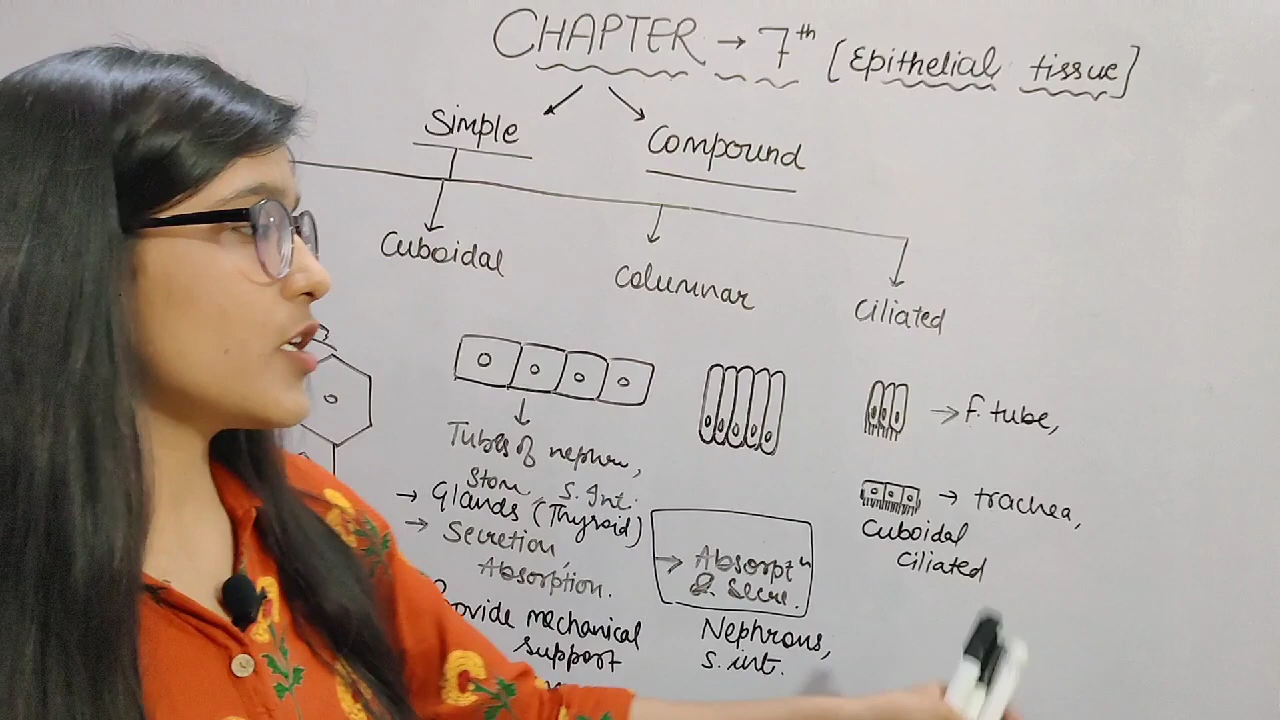 CHAPTER → 7th [Epithelial tissue]
Simple
Compound
Cuboidal
Columnar
Ciliated
Tubes of nephro,
Stom. S. Int.
→ Glands (Thyroid)
→ Secretion,
Absorption.
Provide mechanical
support
→ Absorptn
& Secre.
Nephrons,
S. int.
→ F. tube,
→ trachea,
Cuboidal
Ciliated